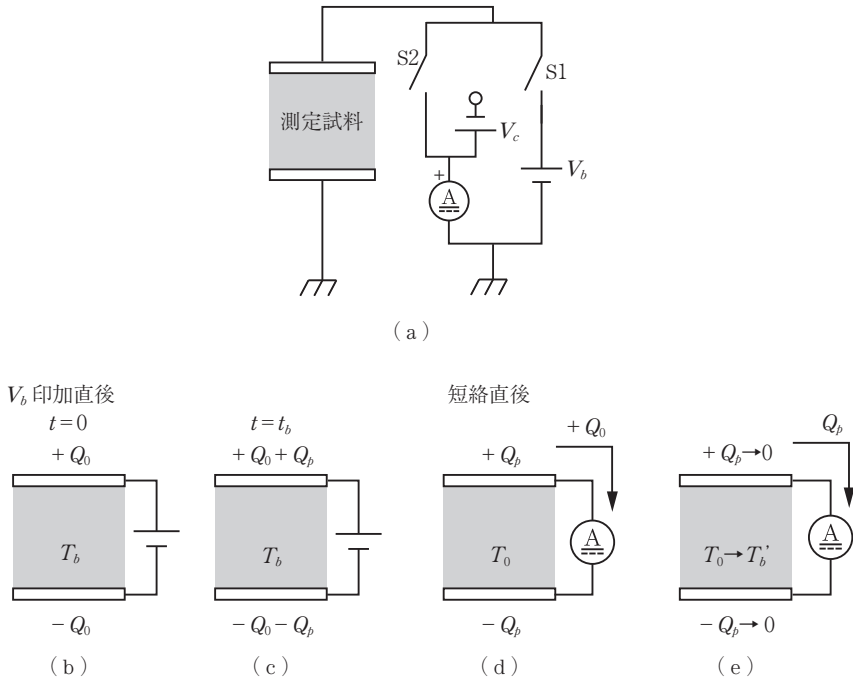 S2
S1
測定試料
V_c
V_b
+
A
(a)
V_b 印加直後
短絡直後
t=0
t=t_b
+Q_0
Q_p
+Q_0
+Q_0+Q_p
+Q_p
+Q_p→0
T_b
T_b
T_0
A
T_0→T_b'
A
−Q_0
−Q_0−Q_p
−Q_p
−Q_p→0
(b)
(c)
(d)
(e)